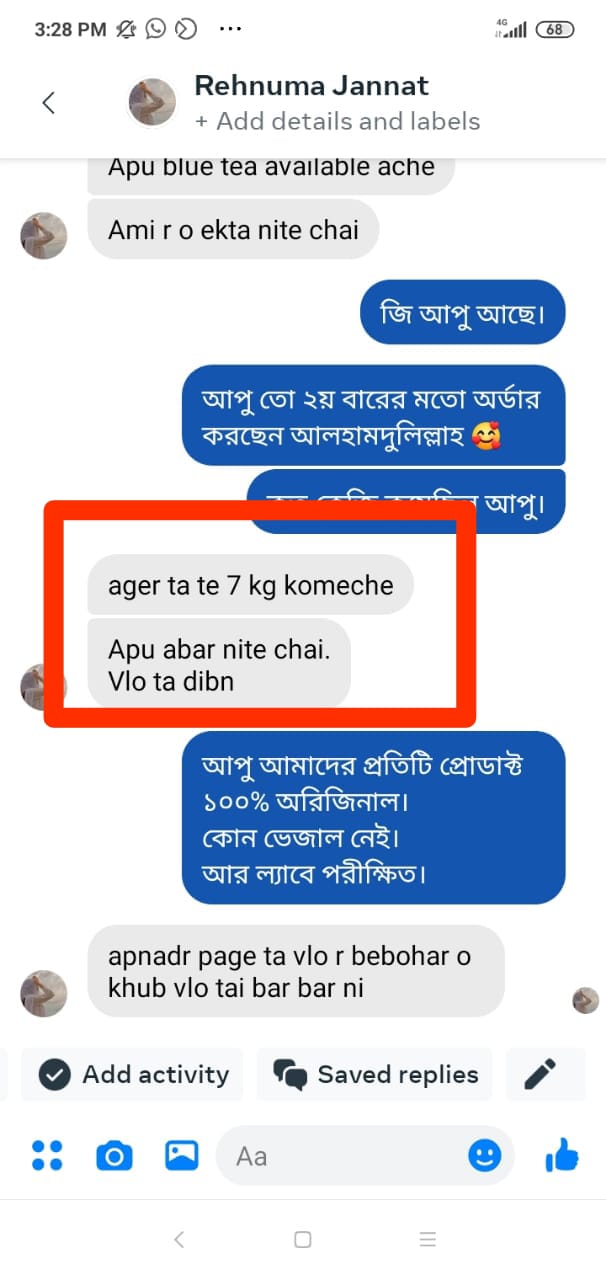 3:28 PM
4G
68
Rehnuma Jannat
+ Add details and labels
Apu blue tea available ache
Ami r o ekta nite chai
জি আপু আছে।
আপু তো ২য় বারের মতো অর্ডার
করছেন আলহামদুলিল্লাহ 🥰
আপু।
ager ta te 7 kg komeche
Apu abar nite chai.
Vlo ta dibn
আপু আমাদের প্রতিটি প্রোডাক্ট
১০০% অরিজিনাল।
কোন ভেজাল নেই।
আর ল্যাবে পরীক্ষিত।
apnadr page ta vlo r bebohar o
khub vlo tai bar bar ni
Add activity
Saved replies
Aa